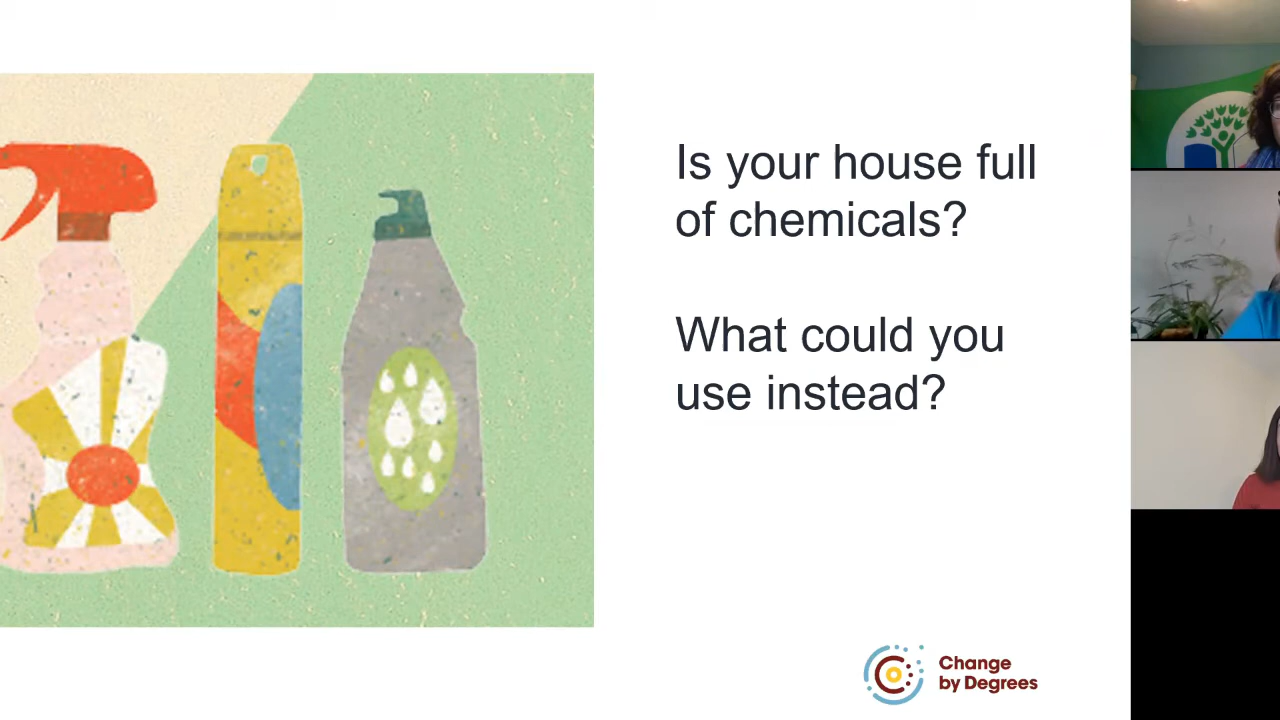 Is your house full
of chemicals?
What could you
use instead?
Change
by Degrees